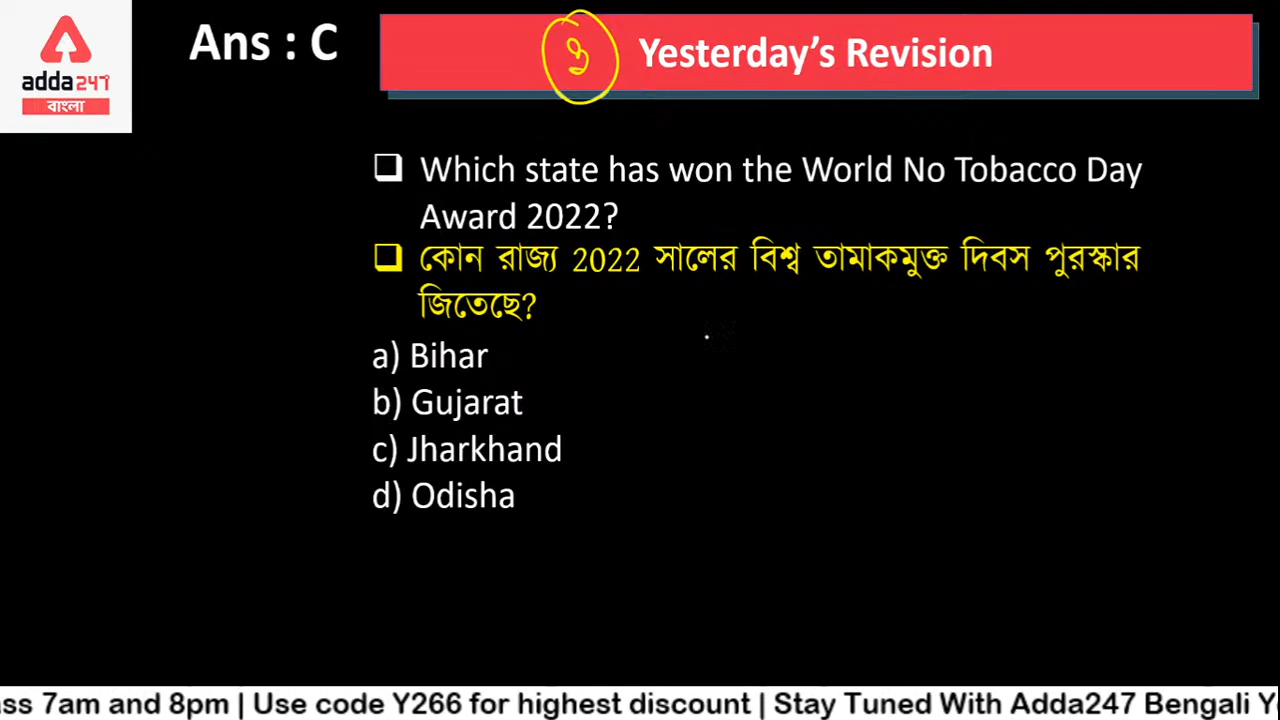 Ans : C
Yesterday's Revision
adda247
বাংলা
Which state has won the World No Tobacco Day
Award 2022?
কোন রাজ্য 2022 সালের বিশ্ব তামাকমুক্ত দিবস পুরস্কার
জিতেছে?
a) Bihar
b) Gujarat
c) Jharkhand
d) Odisha
ass 7am and 8pm | Use code Y266 for highest discount | Stay Tuned With Adda247 Bengali Y